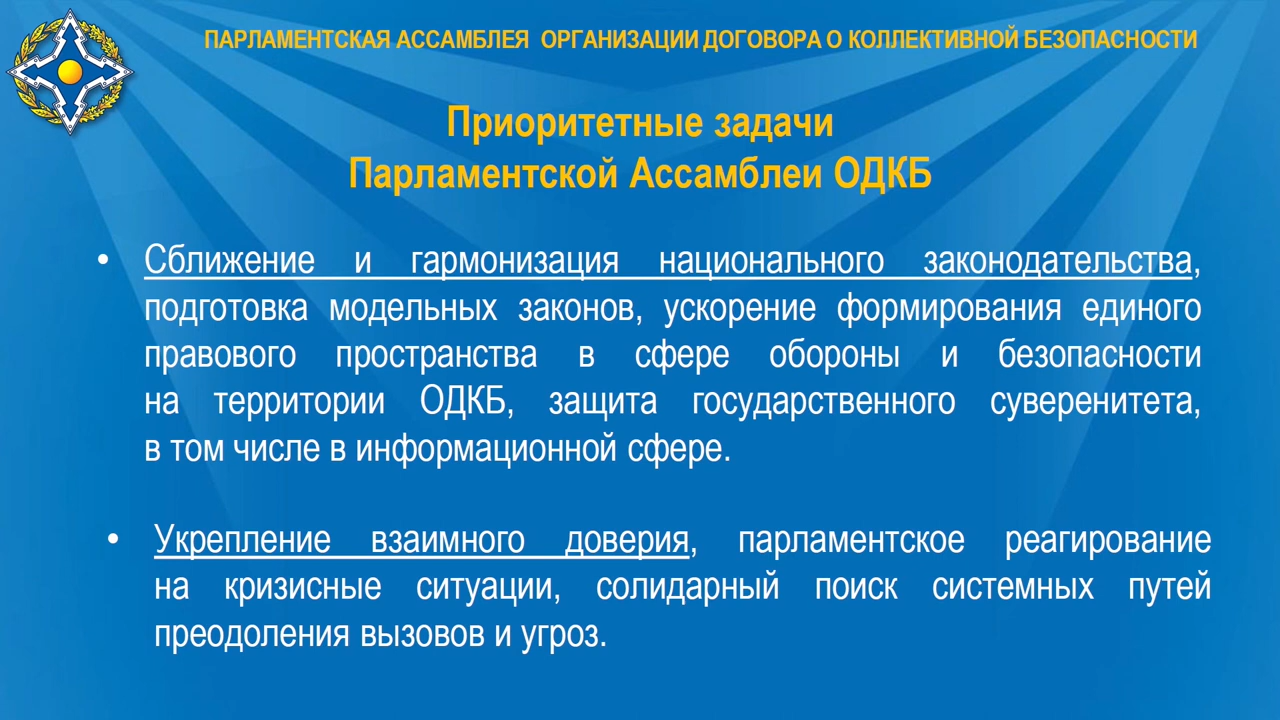 ПАРЛАМЕНТСКАЯ АССАМБЛЕЯ ОРГАНИЗАЦИИ ДОГОВОРА О КОЛЛЕКТИВНОЙ БЕЗОПАСНОСТИ
Приоритетные задачи
Парламентской Ассамблеи ОДКБ
• Сближение и гармонизация национального законодательства,
подготовка модельных законов, ускорение формирования единого
правового пространства в сфере обороны и безопасности
на территории ОДКБ, защита государственного суверенитета,
в том числе в информационной сфере.
• Укрепление взаимного доверия, парламентское реагирование
на кризисные ситуации, солидарный поиск системных путей
преодоления вызовов и угроз.